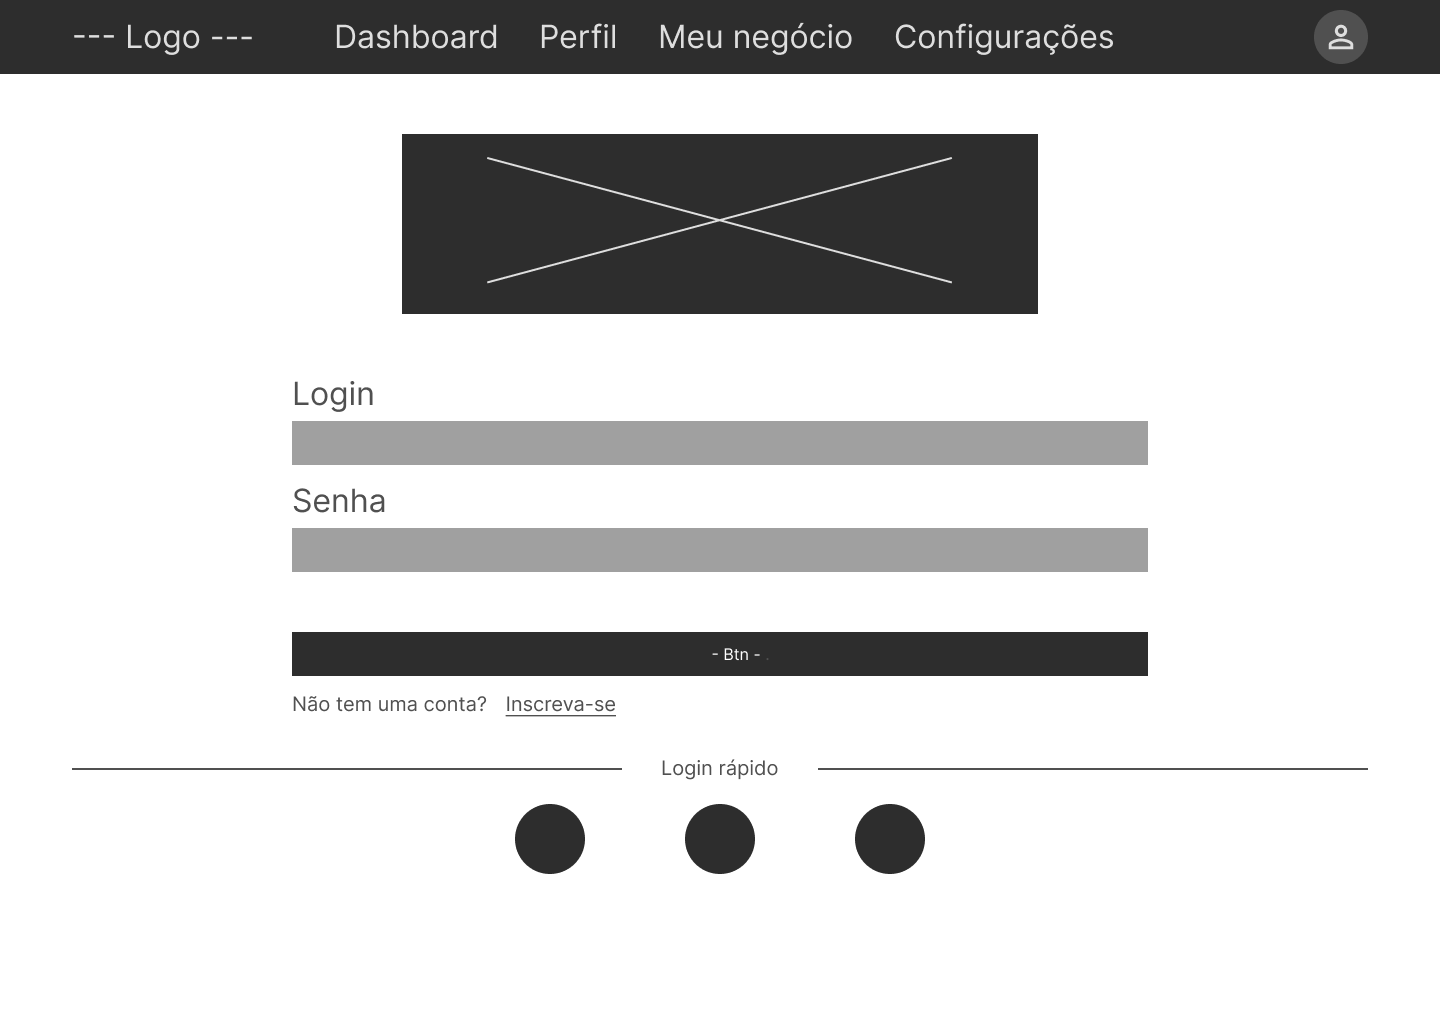 --- Logo --- Dashboard Perfil Meu negócio Configurações
Login
Senha
- Btn -
Não tem uma conta? Inscreva-se
Login rápido